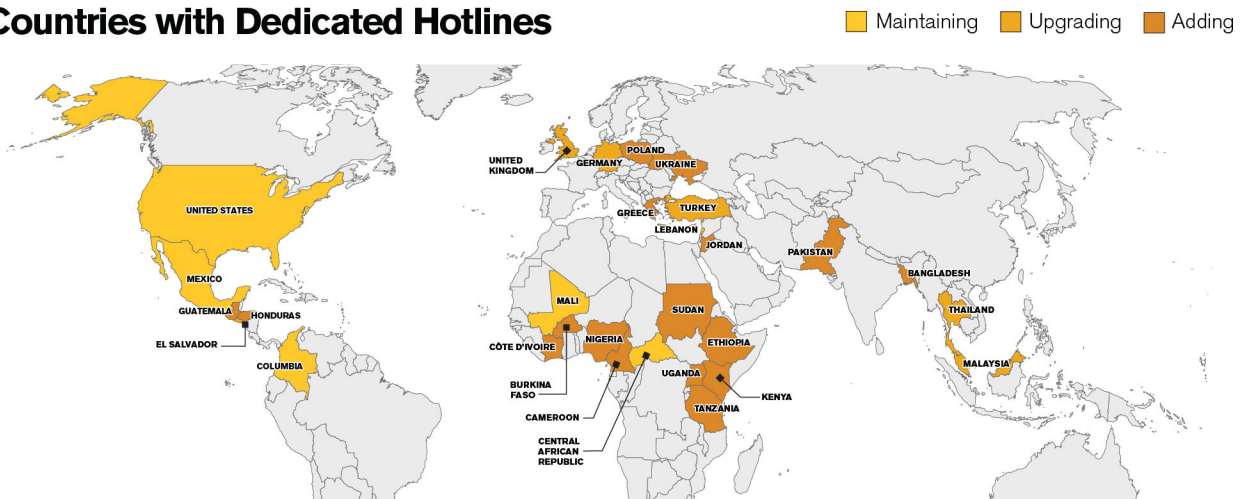 Countries with Dedicated Hotlines
Maintaining
Upgrading
Adding
UNITED
KINGDOM
GERMANY
POLAND
UKRAINE
UNITED STATES
GREECE
TURKEY
LEBANON
JORDAN
PAKISTAN
BANGLADESH
MEXICO
GUATEMALA
HONDURAS
EL SALVADOR
COLUMBIA
MALI
SUDAN
THAILAND
CÔTE D'IVOIRE
NIGERIA
ETHIOPIA
MALAYSIA
UGANDA
BURKINA
FASO
KENYA
TANZANIA
CAMEROON
CENTRAL
AFRICAN
REPUBLIC